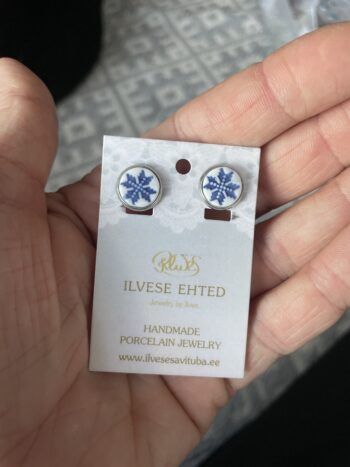 ILVESE EHTED
Jewelry by Ilves
HANDMADE
PORCELAIN JEWELRY
www.ilvesesavituba.ee